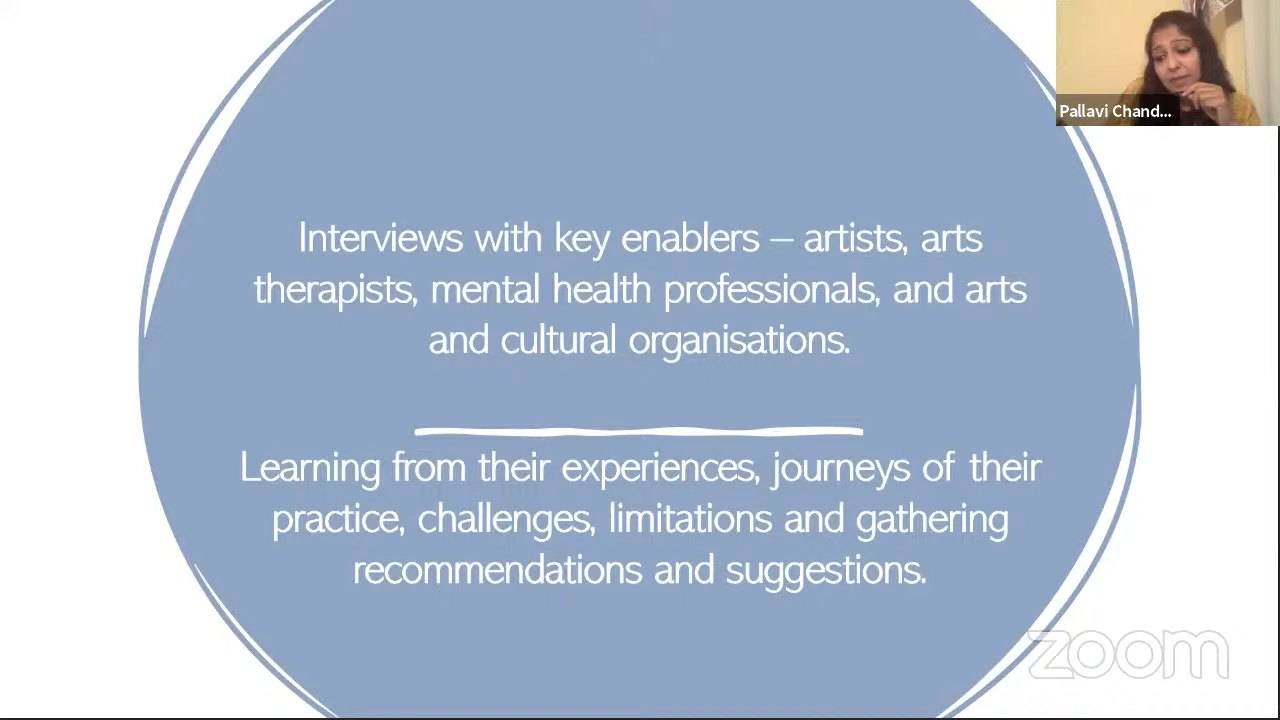 Pallavi Chand...
Interviews with key enablers – artists, arts
therapists, mental health professionals, and arts
and cultural organisations.
Learning from their experiences, journeys of their
practice, challenges, limitations and gathering
recommendations and suggestions.
zoom